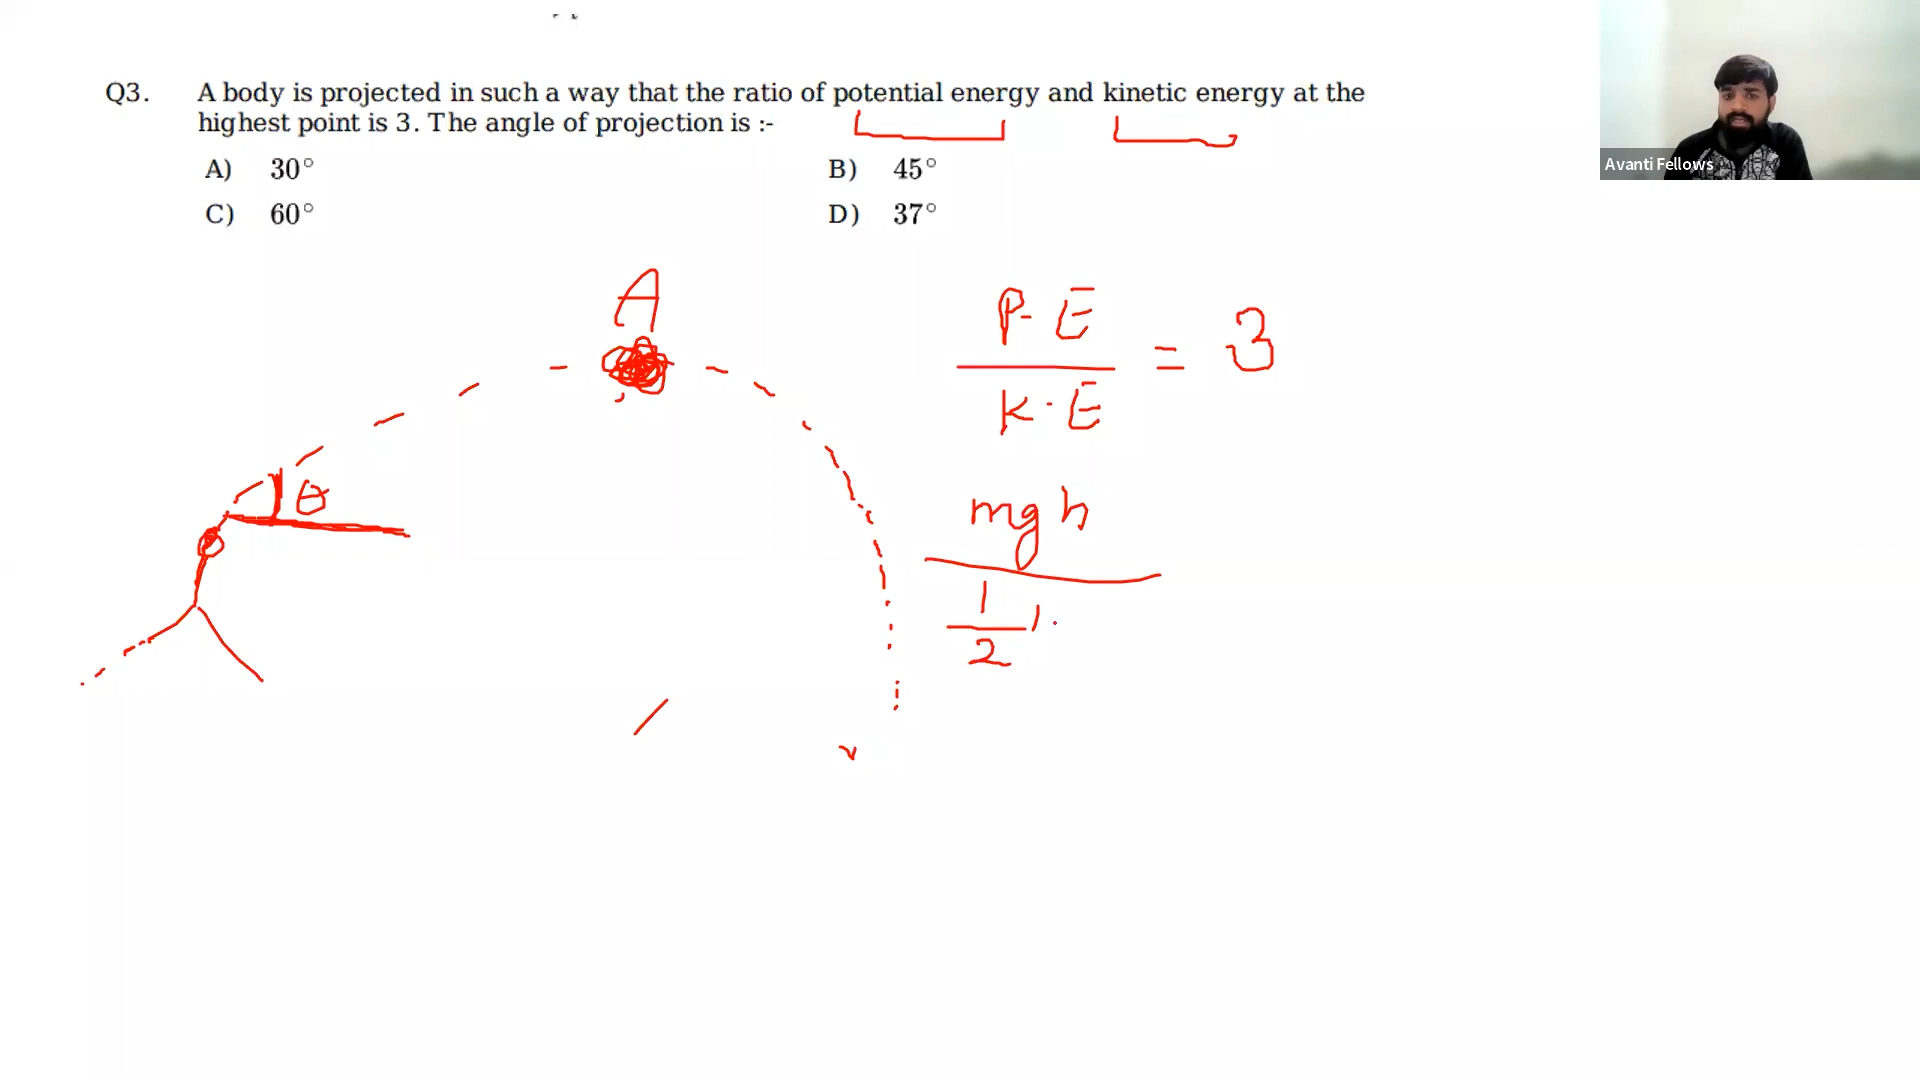 Q3. A body is projected in such a way that the ratio of potential energy and kinetic energy at the
highest point is 3. The angle of projection is :-
A) 30° B) 45°
C) 60° D) 37°
Avanti Fellows
A
θ
P.E
K.E
= 3
mgh
1
2